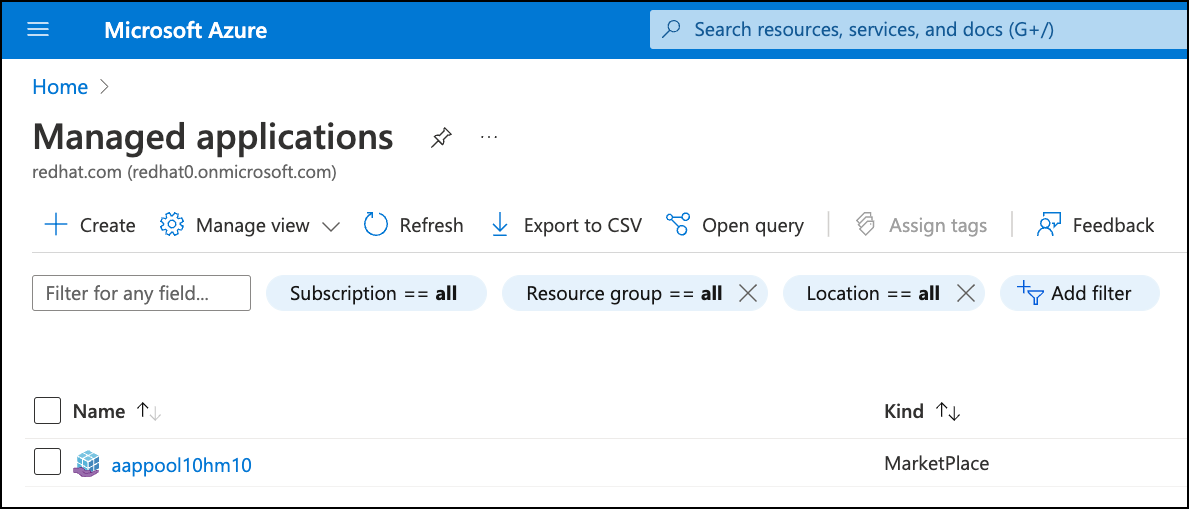 Microsoft Azure
Search resources, services, and docs (G+/)
Home >
Managed applications
...
redhat.com (redhat0.onmicrosoft.com)
Create Manage view Refresh Export to CSV Open query Assign tags Feedback
Filter for any field... Subscription == all Resource group == all Location == all Add filter
Name Kind
aappool10hm10 MarketPlace